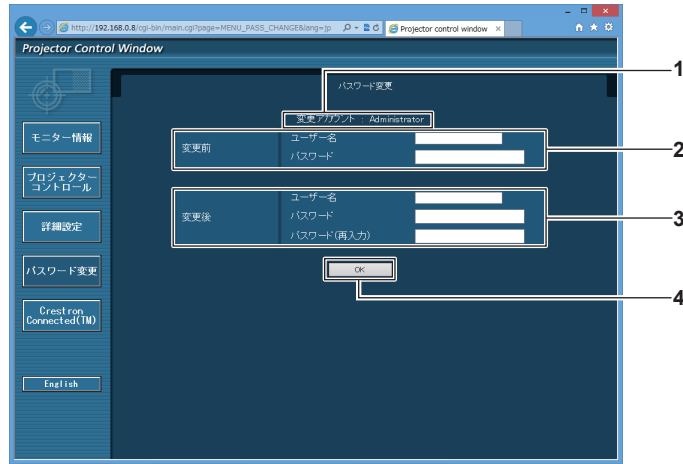 http://192.168.0.8/cgi-bin/main.cgi?page=MENU_PASS_CHANGE&lang=jp
Projector control window
Projector Control Window
パスワード変更
1
変更アカウント : Administrator
モニター情報
変更前
ユーザー名
パスワード
2
プロジェクター
コントロール
詳細設定
変更後
ユーザー名
パスワード
パスワード(再入力)
3
パスワード変更
OK
4
Crestron
Connected(TM)
English